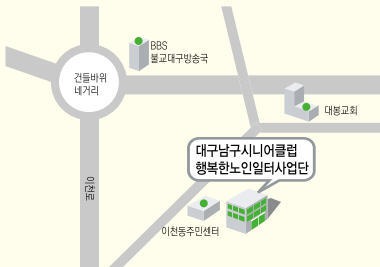 BBS
불교대구방송국
건들바위
네거리
대봉교회
대구남구시니어클럽
행복한노인일터사업단
이천로
이천동주민센터